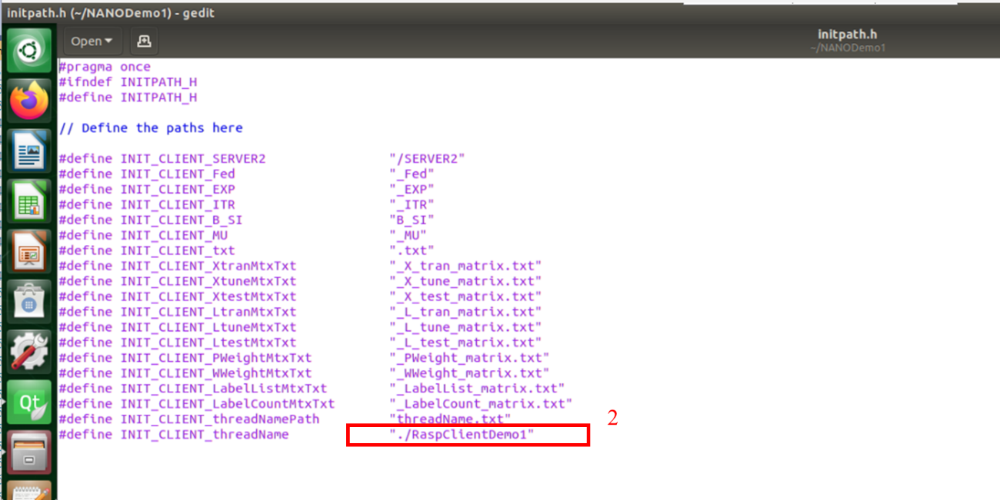 initpath.h (~/NANODemo1) - gedit
Open
initpath.h
~/NANODemo1
#pragma once
#ifndef INITPATH_H
#define INITPATH_H
// Define the paths here
#define INIT_CLIENT_SERVER2 "/SERVER2"
#define INIT_CLIENT_Fed "_Fed"
#define INIT_CLIENT_EXP "_EXP"
#define INIT_CLIENT_ITR "_ITR"
#define INIT_CLIENT_B_SI "B_SI"
#define INIT_CLIENT_MU "_MU"
#define INIT_CLIENT_txt ".txt"
#define INIT_CLIENT_XtranMtxTxt "_X_tran_matrix.txt"
#define INIT_CLIENT_XtuneMtxTxt "_X_tune_matrix.txt"
#define INIT_CLIENT_XtestMtxTxt "_X_test_matrix.txt"
#define INIT_CLIENT_LtranMtxTxt "_L_tran_matrix.txt"
#define INIT_CLIENT_LtuneMtxTxt "_L_tune_matrix.txt"
#define INIT_CLIENT_LtestMtxTxt "_L_test_matrix.txt"
#define INIT_CLIENT_PWeightMtxTxt "_PWeight_matrix.txt"
#define INIT_CLIENT_WWeightMtxTxt "_WWeight_matrix.txt"
#define INIT_CLIENT_LabelListMtxTxt "_LabelList_matrix.txt"
#define INIT_CLIENT_LabelCountMtxTxt "_LabelCount_matrix.txt"
#define INIT_CLIENT_threadNamePath "threadName.txt"
#define INIT_CLIENT_threadName "./RaspClientDemo1"
2
Qt